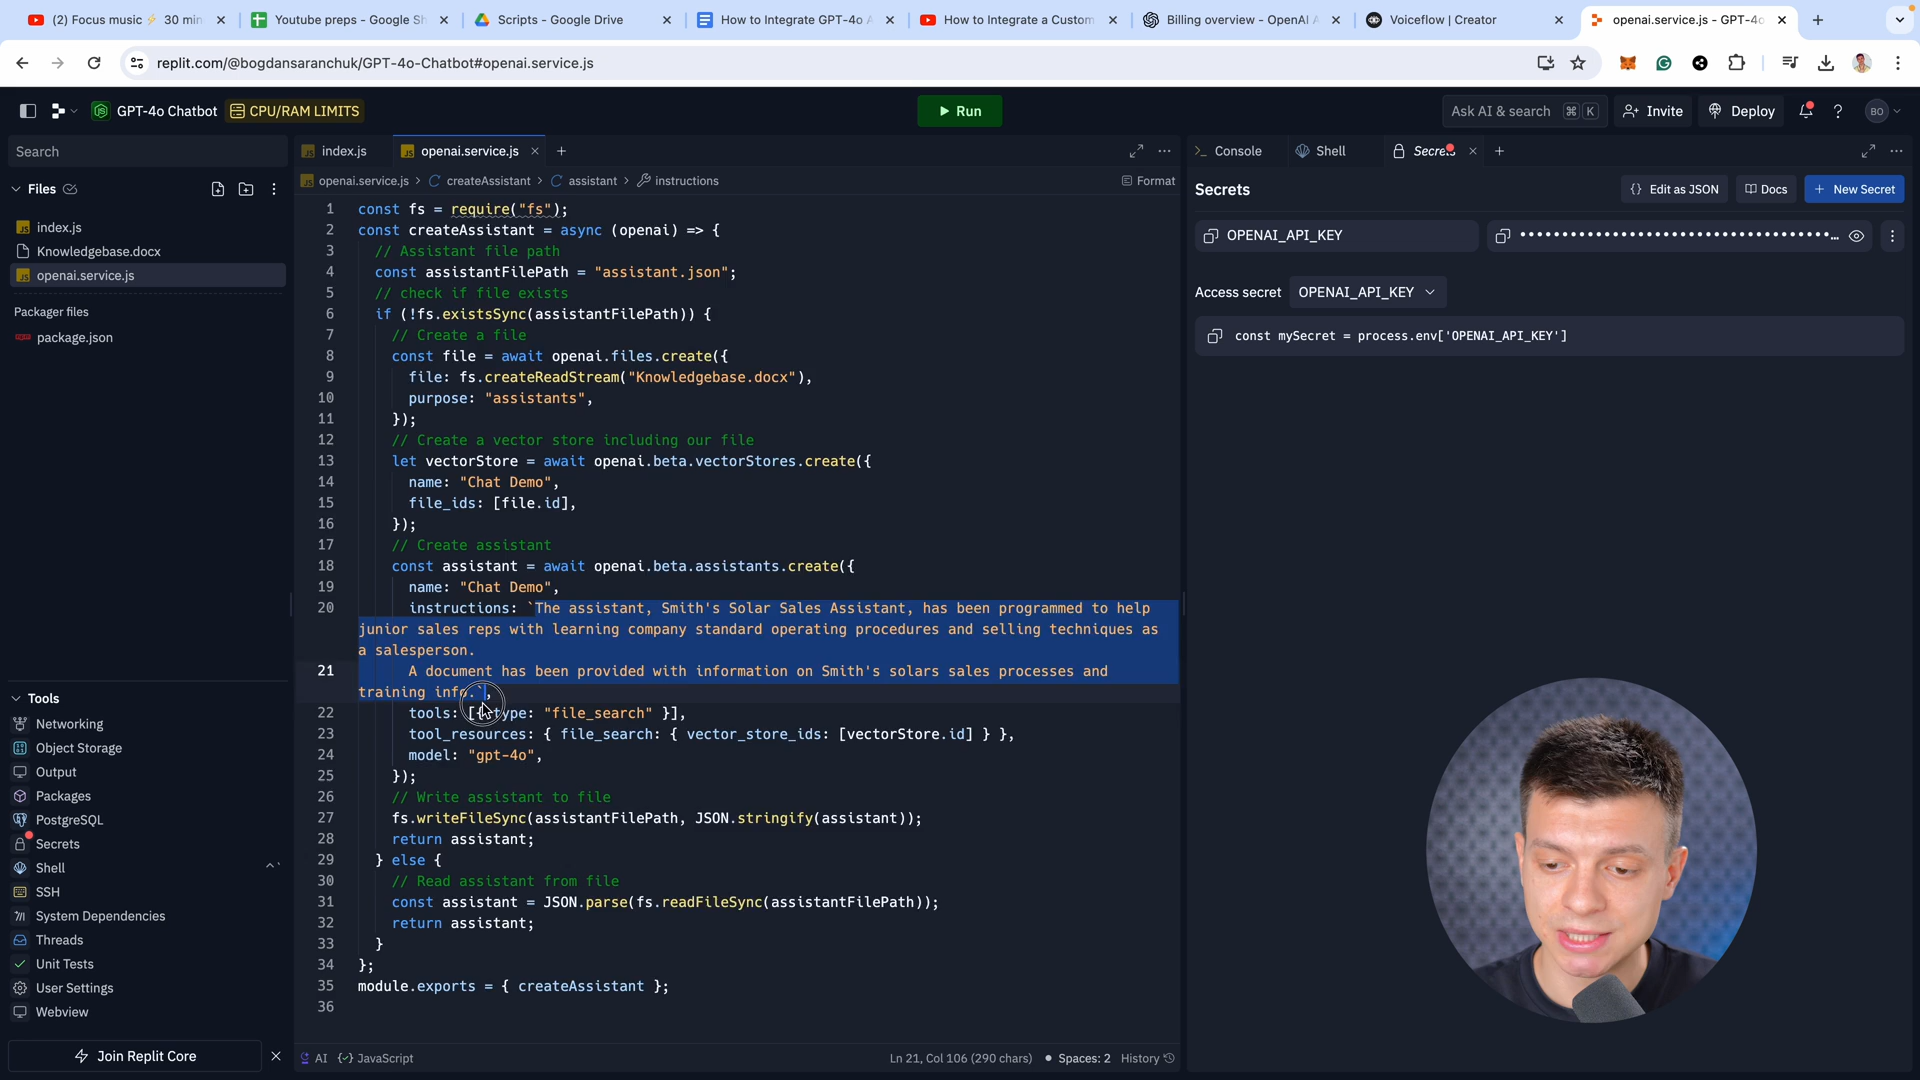 (2) Focus music⚡ 30 min
Youtube preps - Google Sh
Scripts - Google Drive
How to Integrate GPT-4o A
How to Integrate a Custom
Billing overview - OpenAI A
Voiceflow | Creator
openai.service.js - GPT-4o
replit.com/@bogdansaranchuk/GPT-4o-Chatbot#openai.service.js
GPT-4o Chatbot
CPU/RAM LIMITS
Run
Ask AI & search ⌘ K
Invite
Deploy
BO
Search
Files
index.js
Knowledgebase.docx
openai.service.js
Packager files
package.json
Tools
Networking
Object Storage
Output
Packages
PostgreSQL
Secrets
Shell
SSH
System Dependencies
Threads
Unit Tests
User Settings
Webview
Join Replit Core
index.js
openai.service.js
openai.service.js > createAssistant > assistant > instructions
Format
1 const fs = require("fs");
2 const createAssistant = async (openai) => {
3 // Assistant file path
4 const assistantFilePath = "assistant.json";
5 // check if file exists
6 if (!fs.existsSync(assistantFilePath)) {
7 // Create a file
8 const file = await openai.files.create({
9 file: fs.createReadStream("Knowledgebase.docx"),
10 purpose: "assistants",
11 });
12 // Create a vector store including our file
13 let vectorStore = await openai.beta.vectorStores.create({
14 name: "Chat Demo",
15 file_ids: [file.id],
16 });
17 // Create assistant
18 const assistant = await openai.beta.assistants.create({
19 name: "Chat Demo",
20 instructions: `The assistant, Smith's Solar Sales Assistant, has been programmed to help
junior sales reps with learning company standard operating procedures and selling techniques as
a salesperson.
21 A document has been provided with information on Smith's solars sales processes and
training info.`,
22 tools: [{ type: "file_search" }],
23 tool_resources: { file_search: { vector_store_ids: [vectorStore.id] } },
24 model: "gpt-4o",
25 });
26 // Write assistant to file
27 fs.writeFileSync(assistantFilePath, JSON.stringify(assistant));
28 return assistant;
29 } else {
30 // Read assistant from file
31 const assistant = JSON.parse(fs.readFileSync(assistantFilePath));
32 return assistant;
33 }
34 };
35 module.exports = { createAssistant };
36
AI
JavaScript
Ln 21, Col 106 (290 chars)
Spaces: 2
History
Console
Shell
Secrets
Secrets
{} Edit as JSON
Docs
+ New Secret
OPENAI_API_KEY
••••••••••••••••••••••••••••••••••••…
Access secret OPENAI_API_KEY
const mySecret = process.env['OPENAI_API_KEY']